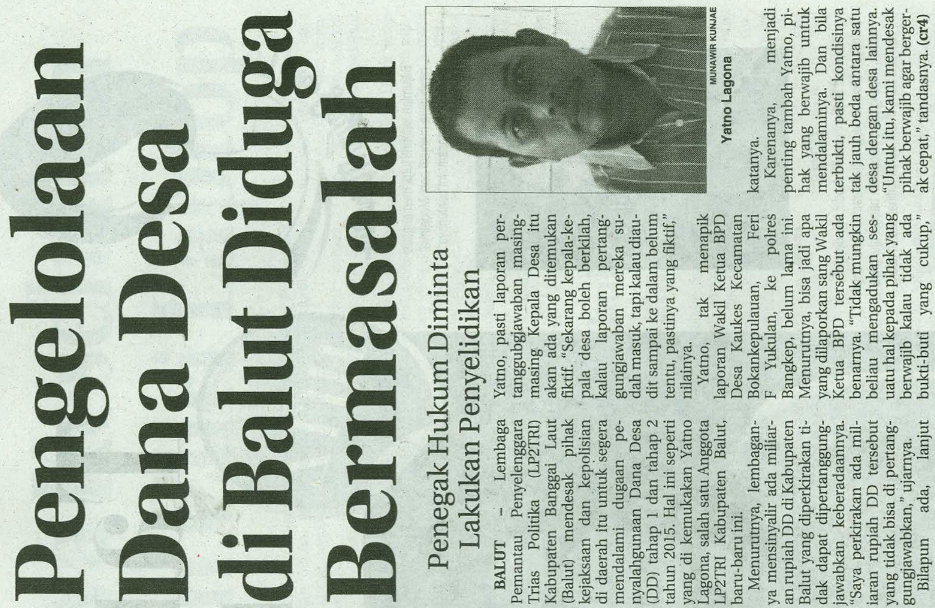 Pengelolaan
Dana Desa
di Balut Diduga
Bermasalah
Penegak Hukum Diminta
Lakukan Penyelidikan
BALUT – Lembaga
Pemantau Penyelenggara
Trias Politika (LP2TRI)
Kabupaten Banggai Laut
(Balut) mendesak pihak
kejaksaan dan kepolisian
di daerah itu untuk segera
mendalami dugaan pe-
nyalahgunaan Dana Desa
(DD) tahap 1 dan tahap 2
tahun 2015. Hal ini seperti
yang di kemukakan Yatno
Lagona, salah satu Anggota
LP2TRI Kabupaten Balut,
baru-baru ini.
Menurutnya, lembagan-
ya mensinyalir ada miliar-
an rupiah DD di Kabupaten
Balut yang diperkirakan ti-
dak dapat dipertanggung-
jawabkan keberadaannya.
"Saya perkirakan ada mil-
iaran rupiah DD tersebut
yang tidak bisa di pertang-
gungjawabkan," ujarnya.
Bilapun ada, lanjut
Yatno, pasti laporan per-
tanggubgjawaban masing-
masing Kepala Desa itu
akan ada yang ditemukan
fiktif. "Sekarang kepala-ke-
pala desa boleh berkilah,
kalau laporan pertang-
gungjawaban mereka su-
dah masuk, tapi kalau diau-
dit sampai ke dalam belum
tentu, pastinya yang fiktif,"
nilainya.
Yatno, tak menapik
laporan Wakil Ketua BPD
Desa Kaukes Kecamatan
Bokankepulauan, Feri
F Yukulan, ke polres
Bangkep, belum lama ini.
Menurutnya, bisa jadi apa
yang dilaporkan sang Wakil
Ketua BPD tersebut ada
benarnya. "Tidak mungkin
beliau mengadukan ses-
uatu hal kepada pihak yang
berwajib kalau tidak ada
bukti-buti yang cukup,"
MUNAWIR KUNJAE
Yatno Lagona
katanya.
Karenanya, menjadi
penting tambah Yatno, pi-
hak yang berwajib untuk
mendalaminya. Dan bila
terbukti, pasti kondisinya
tak jauh beda antara satu
desa dengan desa lainnya.
"Untuk itu, kami mendesak
pihak berwajib agar berger-
ak cepat," tandasnya. (cr4)